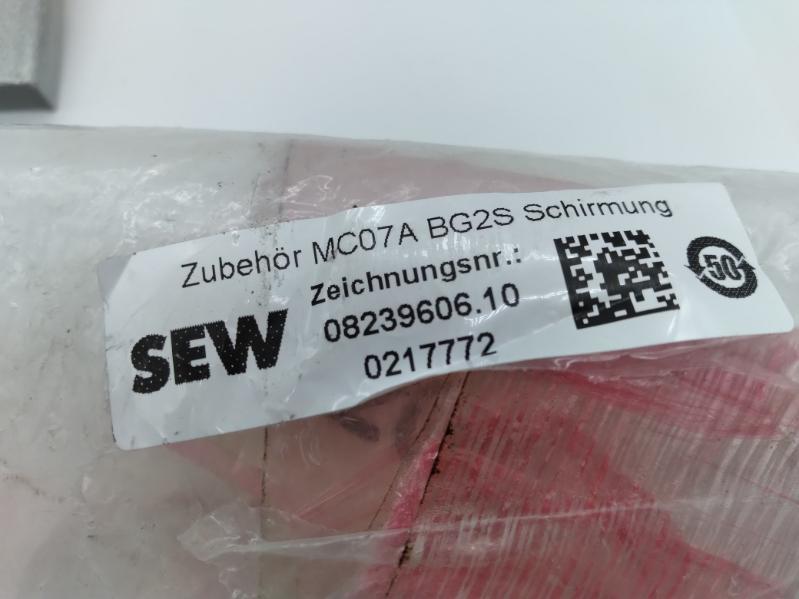 Zubehör MC07A BG2S Schirmung
Zeichnungsnr.:
SEW
08239606.10
0217772
50